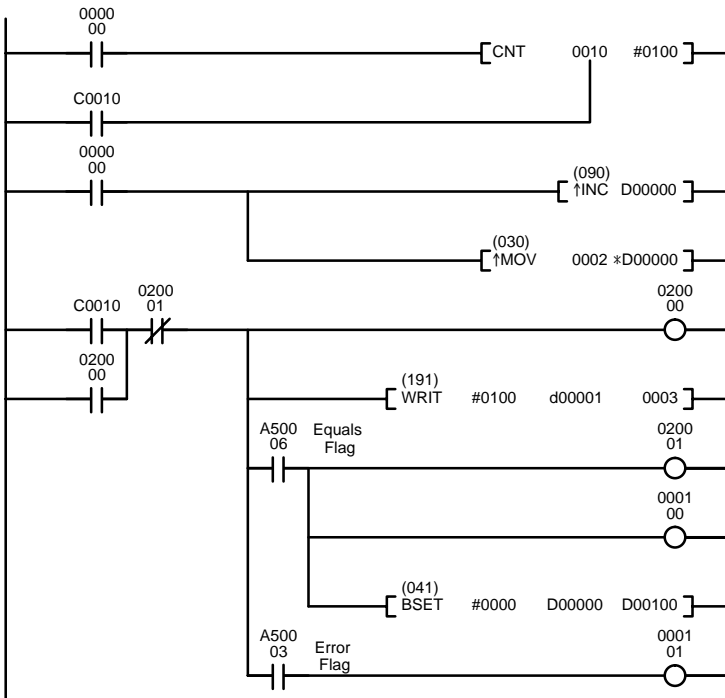 0000
00
CNT 0010 #0100
C0010
0000
00
(090)
↑INC D00000
(030)
↑MOV 0002 *D00000
C0010
0200
01
0200
00
0200
00
(191)
WRIT #0100 d00001 0003
A500
06
Equals
Flag
0200
01
0001
00
(041)
BSET #0000 D00000 D00100
A500
03
Error
Flag
0001
01